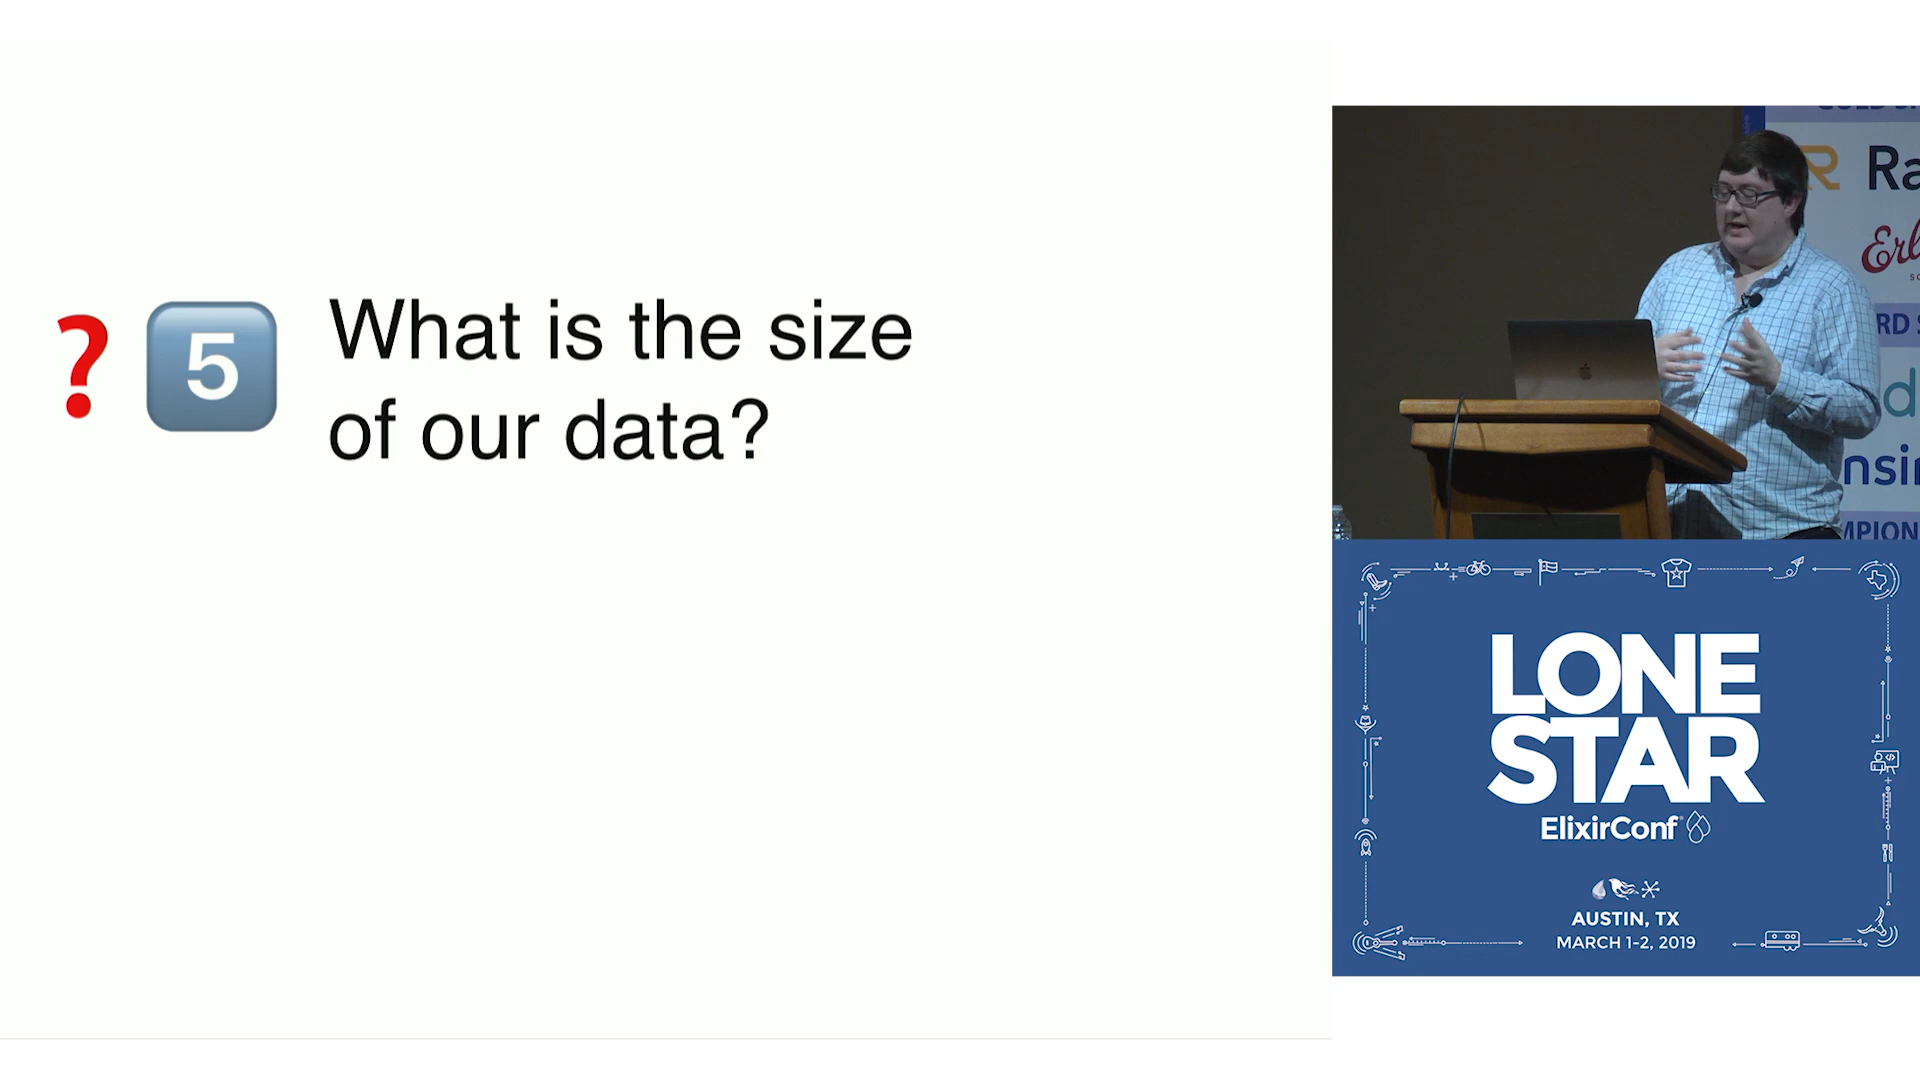 ❓ 5️⃣ What is the size
of our data?
LONE
STAR
ElixirConf
AUSTIN, TX
MARCH 1-2, 2019